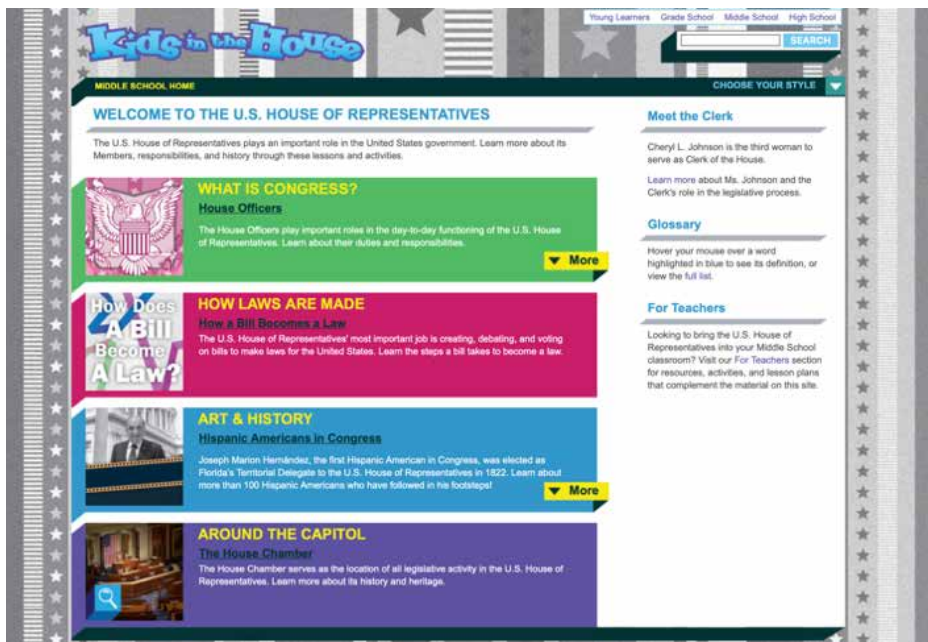 Kids in the House
Young Learners Grade School Middle School High School
SEARCH
MIDDLE SCHOOL HOME
CHOOSE YOUR STYLE
WELCOME TO THE U.S. HOUSE OF REPRESENTATIVES
The U.S. House of Representatives plays an important role in the United States government. Learn more about its
Members, responsibilities, and history through these lessons and activities.
WHAT IS CONGRESS?
House Officers
The House Officers play important roles in the day-to-day functioning of the U.S. House
of Representatives. Learn about their duties and responsibilities.
More
How Does
A Bill
Become
A Law?
HOW LAWS ARE MADE
How a Bill Becomes a Law
The U.S. House of Representatives' most important job is creating, debating, and voting
on bills to make laws for the United States. Learn the steps a bill takes to become a law.
ART & HISTORY
Hispanic Americans in Congress
Joseph Marion Hernández, the first Hispanic American in Congress, was elected as
Florida's Territorial Delegate to the U.S. House of Representatives in 1822. Learn about
more than 100 Hispanic Americans who have followed in his footsteps!
More
AROUND THE CAPITOL
The House Chamber
The House Chamber serves as the location of all legislative activity in the U.S. House of
Representatives. Learn more about its history and heritage.
Meet the Clerk
Cheryl L. Johnson is the third woman to
serve as Clerk of the House.
Learn more about Ms. Johnson and the
Clerk's role in the legislative process.
Glossary
Hover your mouse over a word
highlighted in blue to see its definition, or
view the full list.
For Teachers
Looking to bring the U.S. House of
Representatives into your Middle School
classroom? Visit our For Teachers section
for resources, activities, and lesson plans
that complement the material on this site.